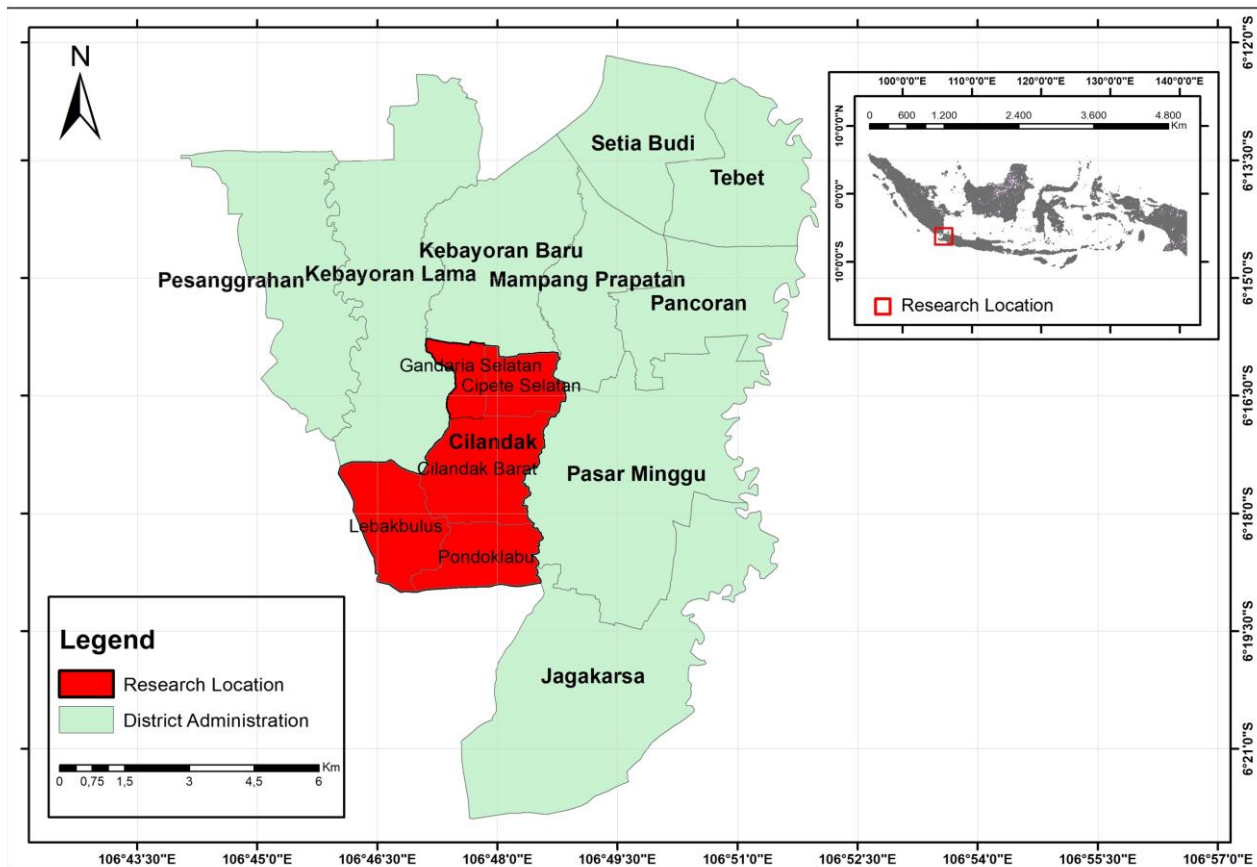 N
Setia Budi
Tebet
Kebayoran Baru
Pesanggrahan
Kebayoran Lama
Mampang Prapatan
Pancoran
Gandaria Selatan
Cipete Selatan
Cilandak
Cilandak Barat
Pasar Minggu
Lebakbulus
Pondoklabu
Jagakarsa
Legend
Research Location
District Administration
Km
0 0,75 1,5 3 4,5 6
100°0'0"E 110°0'0"E 120°0'0"E 130°0'0"E 140°0'0"E
0 600 1.200 2.400 3.600 4.800
Km
10°0'0"N
0°0'0"
10°0'0"S
Research Location
6°12'0"S
6°13'30"S
6°15'0"S
6°16'30"S
6°18'0"S
6°19'30"S
6°21'0"S
106°43'30"E 106°45'0"E 106°46'30"E 106°48'0"E 106°49'30"E 106°51'0"E 106°52'30"E 106°54'0"E 106°55'30"E 106°57'0"E